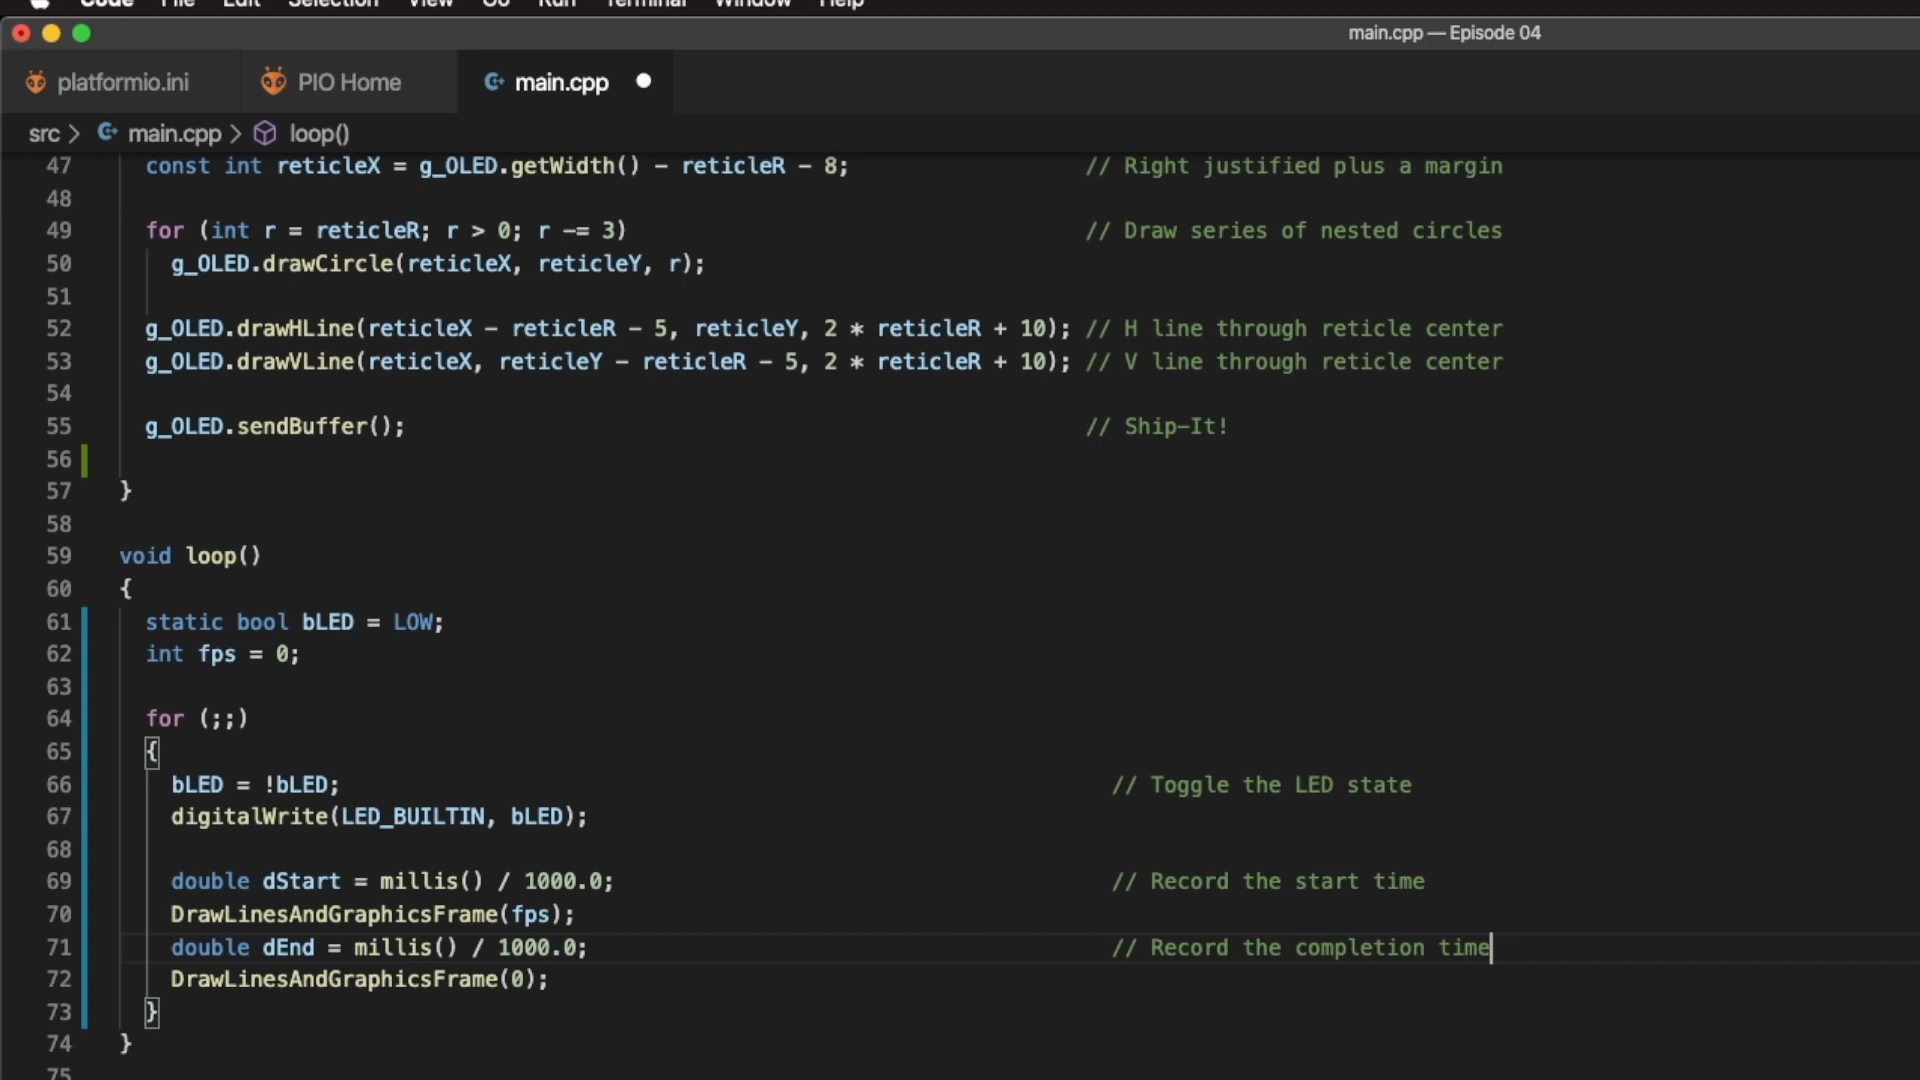 Code File Edit Selection View Go Run Terminal Window Help
main.cpp — Episode 04
platformio.ini PIO Home main.cpp
src > main.cpp > loop()
47 const int reticleX = g_OLED.getWidth() - reticleR - 8; // Right justified plus a margin
48
49 for (int r = reticleR; r > 0; r -= 3) // Draw series of nested circles
50 g_OLED.drawCircle(reticleX, reticleY, r);
51
52 g_OLED.drawHLine(reticleX - reticleR - 5, reticleY, 2 * reticleR + 10); // H line through reticle center
53 g_OLED.drawVLine(reticleX, reticleY - reticleR - 5, 2 * reticleR + 10); // V line through reticle center
54
55 g_OLED.sendBuffer(); // Ship-It!
56
57 }
58
59 void loop()
60 {
61 static bool bLED = LOW;
62 int fps = 0;
63
64 for (;;)
65 {
66 bLED = !bLED; // Toggle the LED state
67 digitalWrite(LED_BUILTIN, bLED);
68
69 double dStart = millis() / 1000.0; // Record the start time
70 DrawLinesAndGraphicsFrame(fps);
71 double dEnd = millis() / 1000.0; // Record the completion time
72 DrawLinesAndGraphicsFrame(0);
73 }
74 }
75